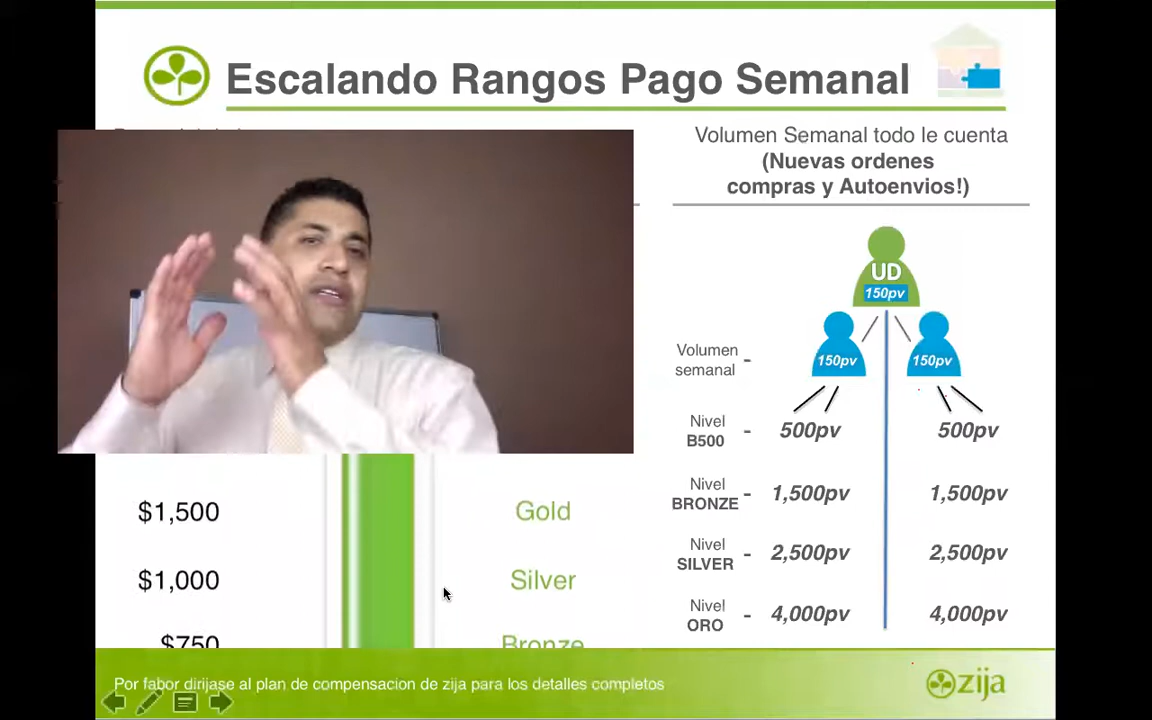 Escalando Rangos Pago Semanal
Volumen Semanal todo le cuenta
(Nuevas ordenes
compras y Autoenvios!)
UD
150pv
150pv 150pv
Volumen
semanal -
Nivel
B500 - 500pv 500pv
Nivel
BRONZE - 1,500pv 1,500pv
Nivel
SILVER - 2,500pv 2,500pv
Nivel
ORO - 4,000pv 4,000pv
$1,500 Gold
$1,000 Silver
$750 Bronze
Por fabor dirijase al plan de compensacion de zija para los detalles completos
zija